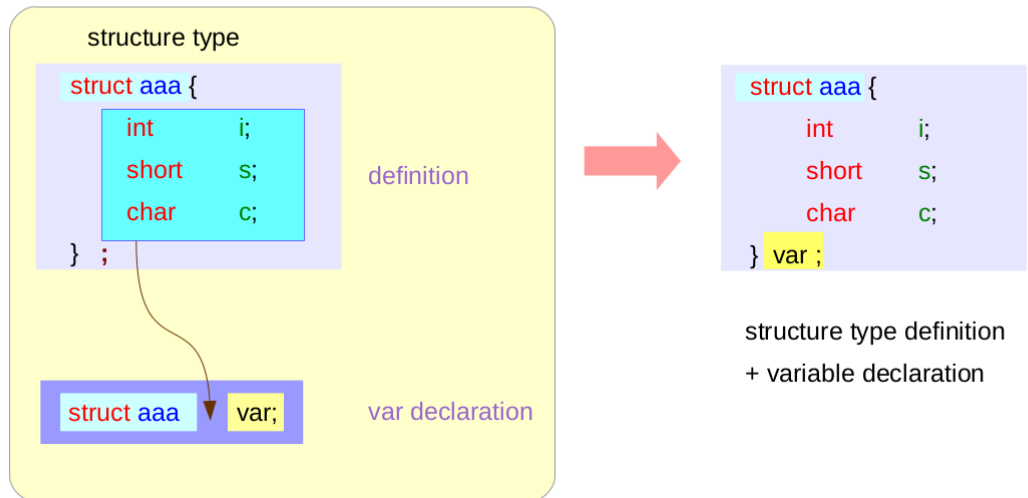 structure type
struct aaa {
int i;
short s;
char c;
} ;
definition
struct aaa var;
var declaration
struct aaa {
int i;
short s;
char c;
} var ;
structure type definition
+ variable declaration